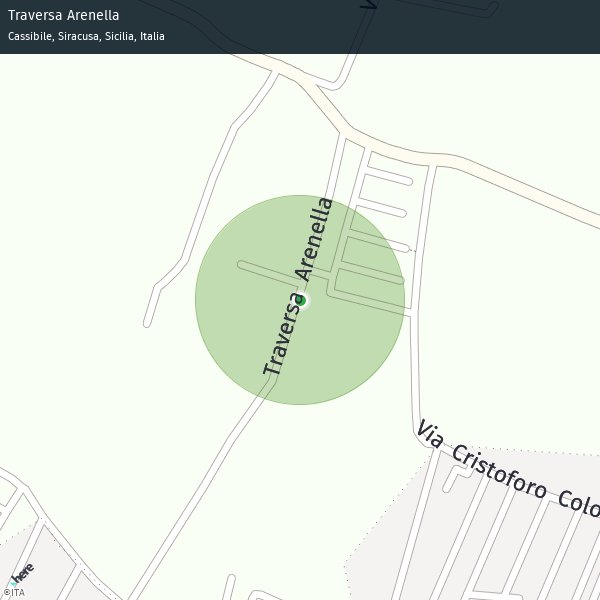 Traversa Arenella
Cassibile, Siracusa, Sicilia, Italia
Traversa Arenella
Via Cristoforo Colo
here
©ITA